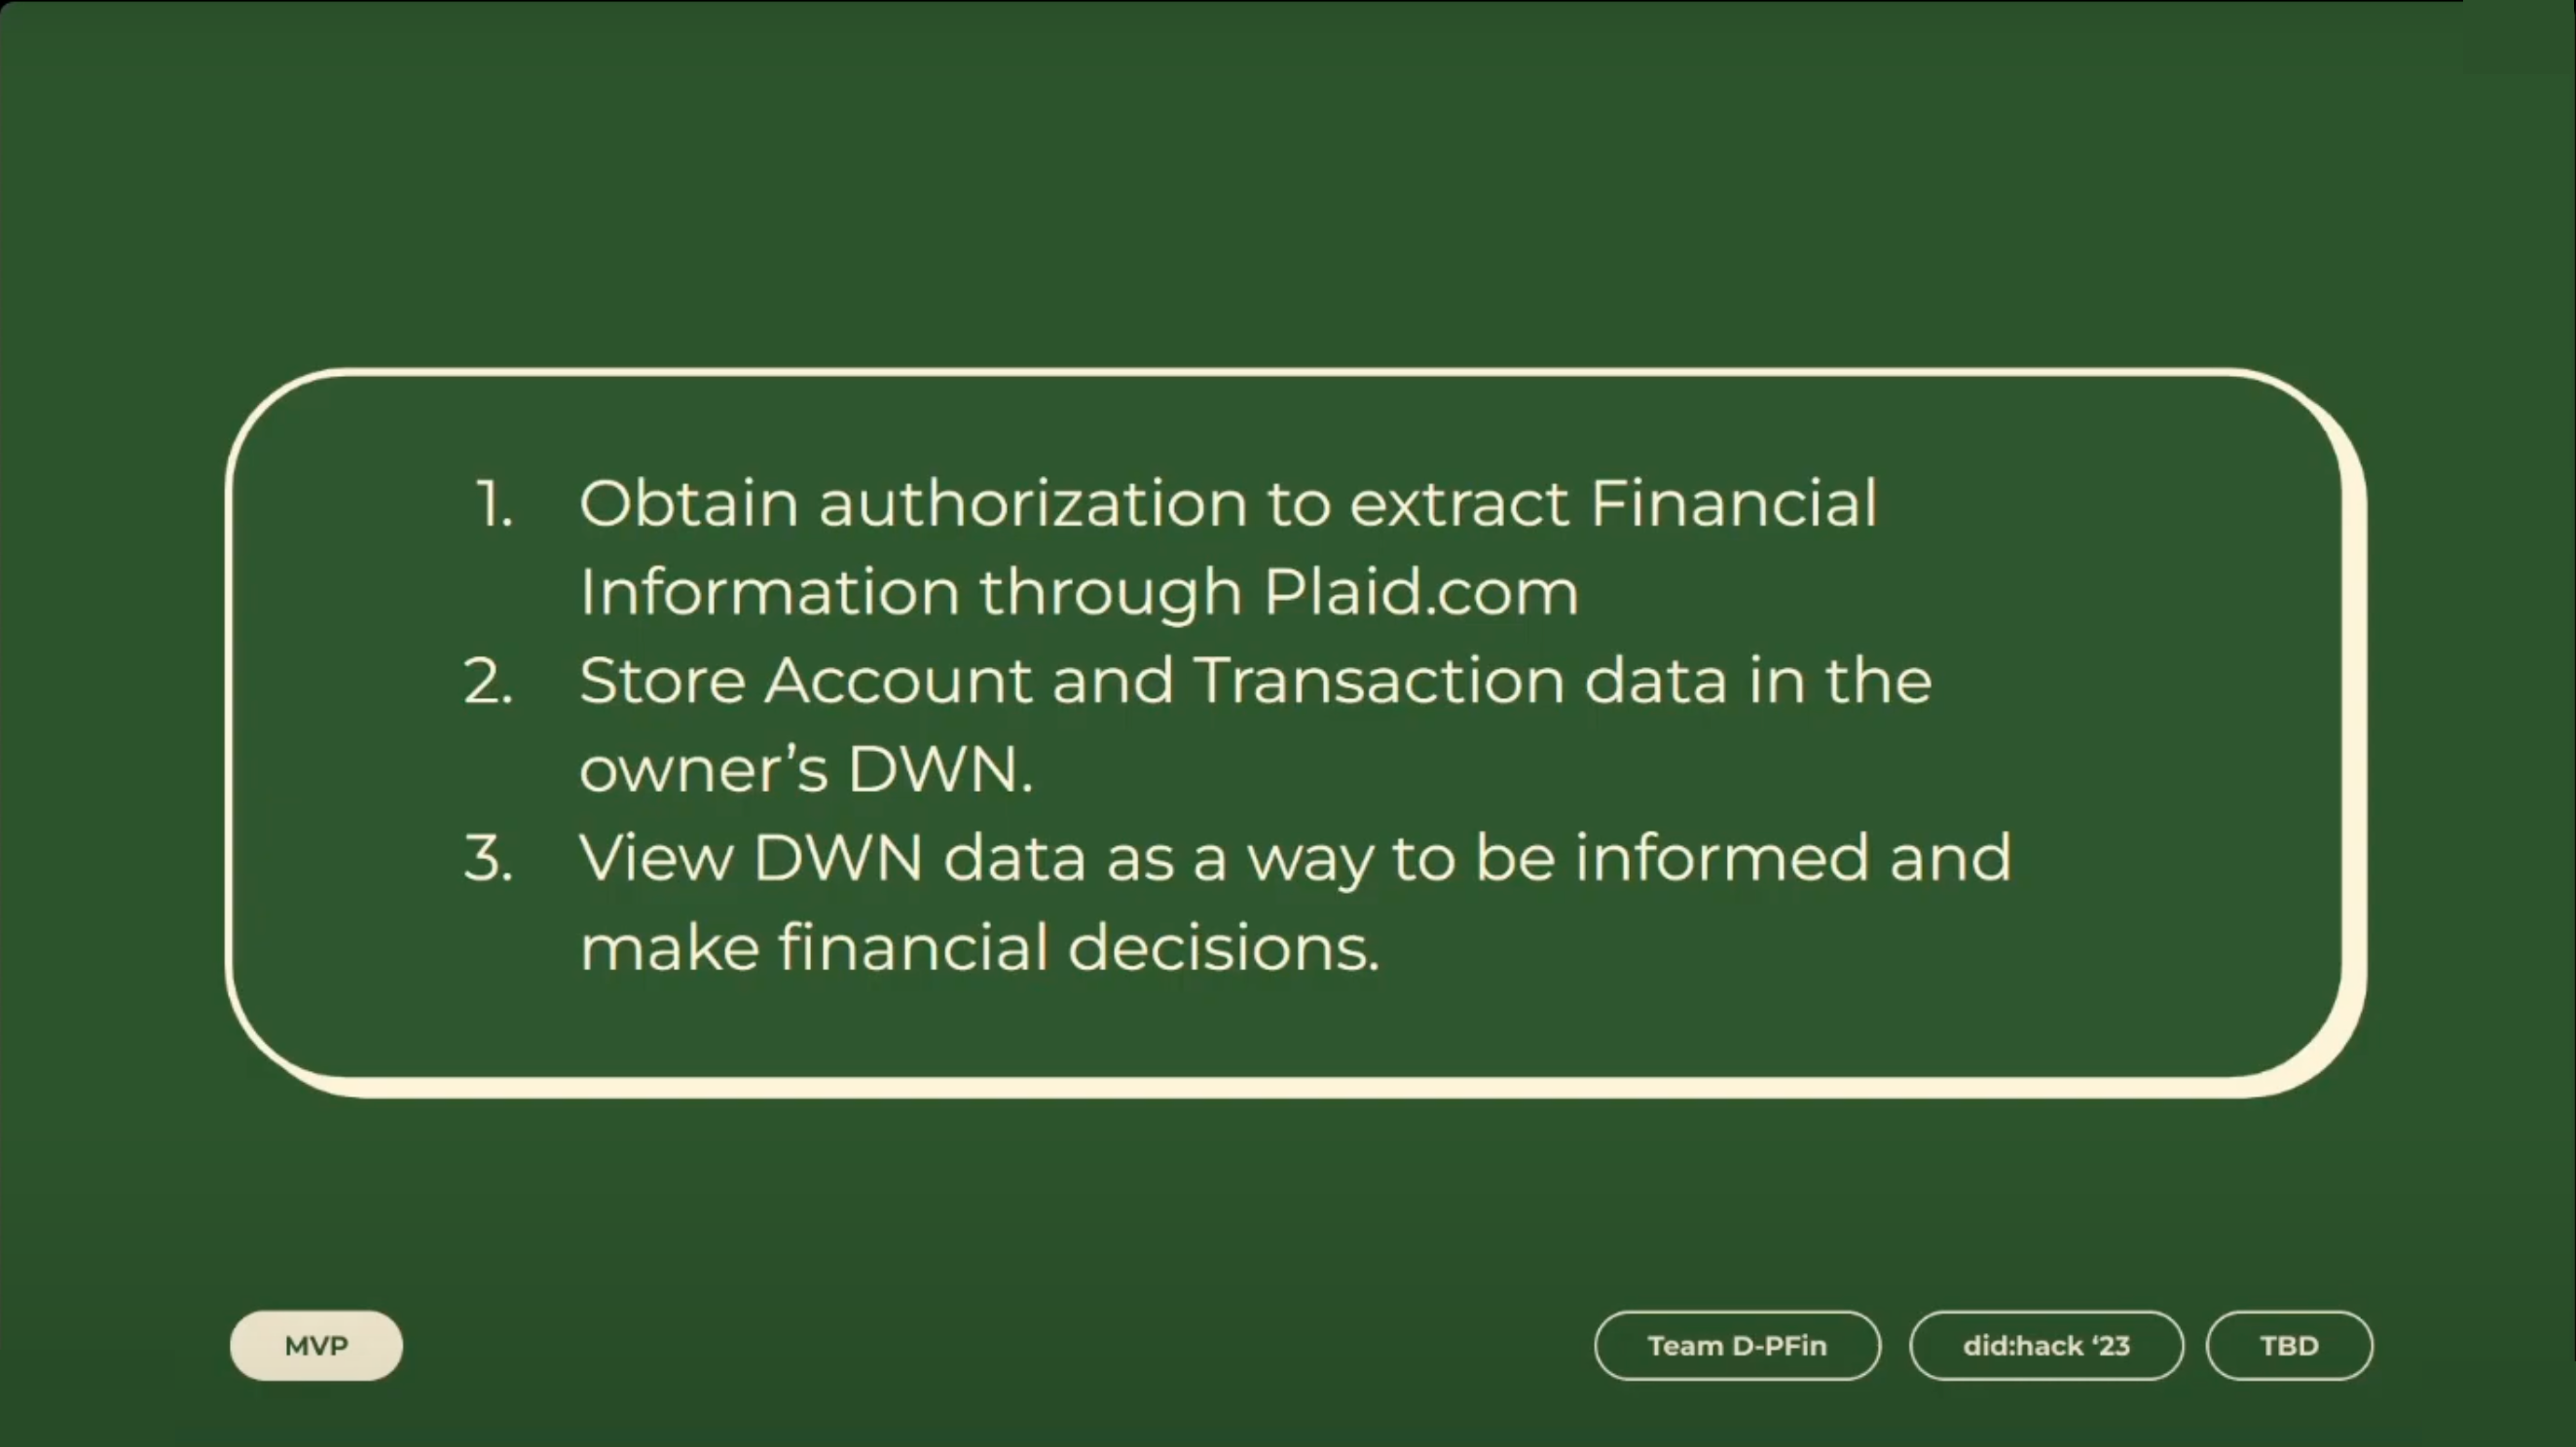 1. Obtain authorization to extract Financial
Information through Plaid.com
2. Store Account and Transaction data in the
owner’s DWN.
3. View DWN data as a way to be informed and
make financial decisions.
MVP
Team D-PFin
did:hack ‘23
TBD